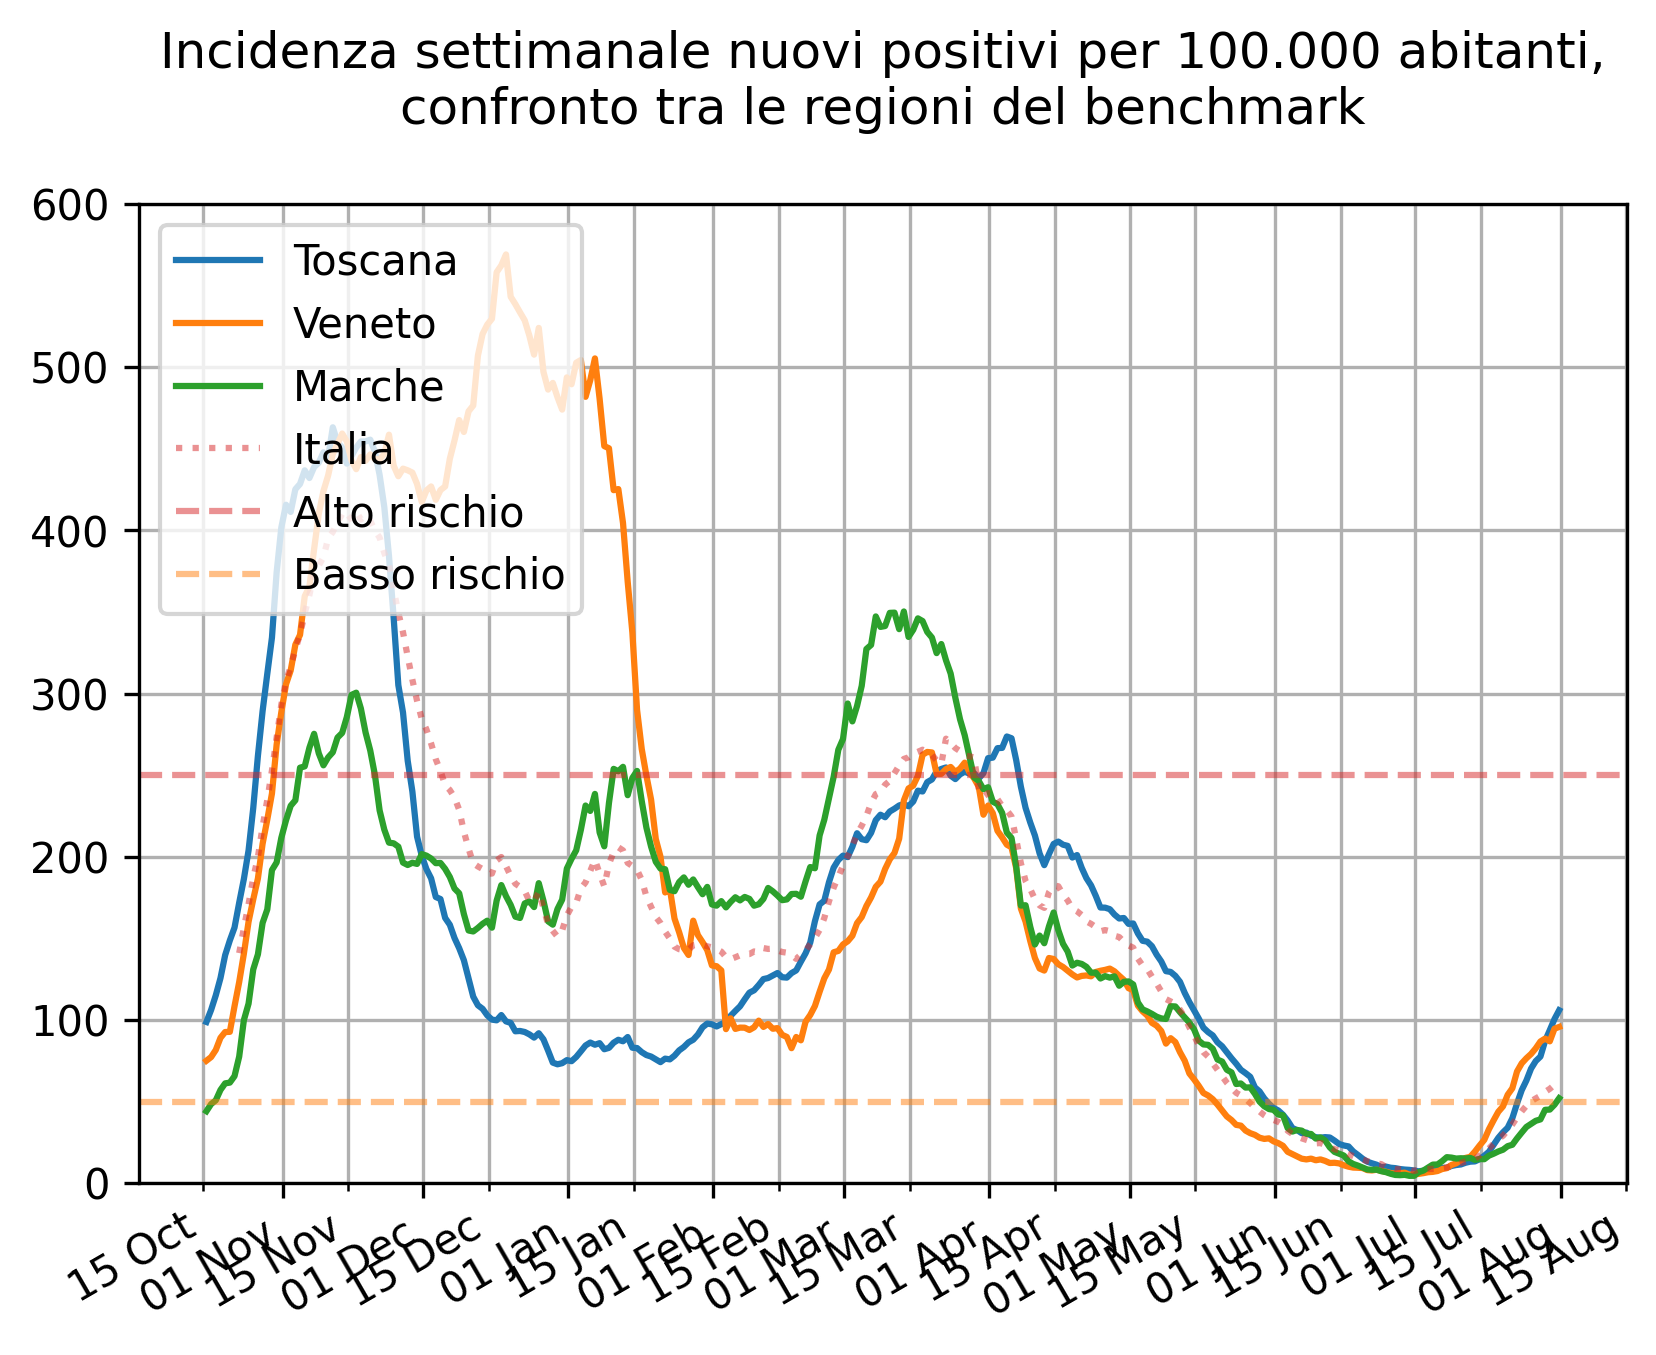 Incidenza settimanale nuovi positivi per 100.000 abitanti,
confronto tra le regioni del benchmark
600
500
400
300
200
100
0
Toscana
Veneto
Marche
Italia
Alto rischio
Basso rischio
15 Oct
01 Nov
15 Nov
01 Dec
15 Dec
01 Jan
15 Jan
01 Feb
15 Feb
01 Mar
15 Mar
01 Apr
15 Apr
01 May
15 May
01 Jun
15 Jun
01 Jul
15 Jul
01 Aug
15 Aug